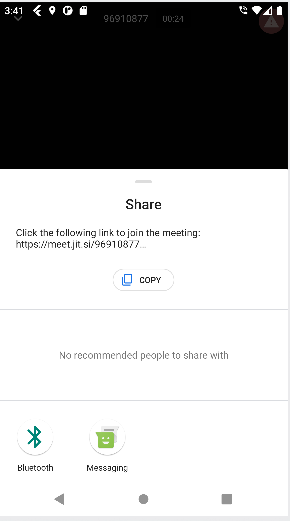 3:41
96910877 00:24
Share
Click the following link to join the meeting:
https://meet.jit.si/96910877...
COPY
No recommended people to share with
Bluetooth Messaging